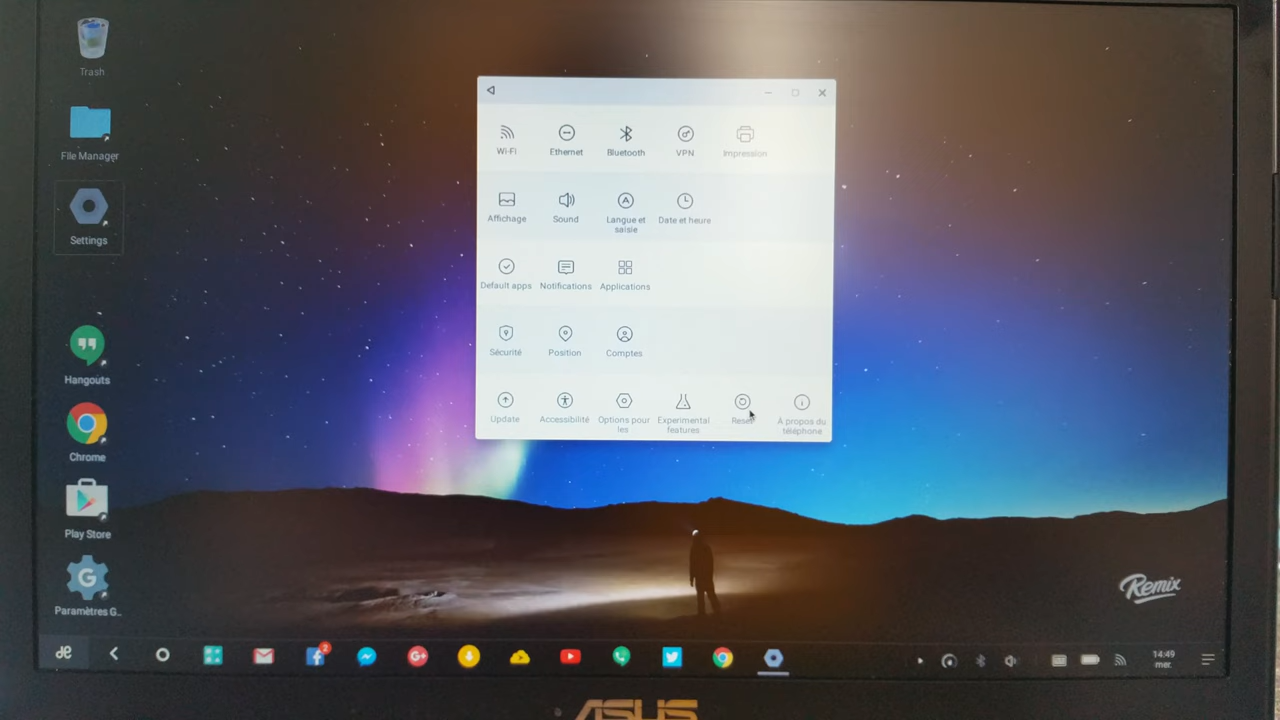 Trash
File Manager
Settings
Hangouts
Chrome
Play Store
Paramètres G..
Wi-Fi
Ethernet
Bluetooth
VPN
Impression
Affichage
Sound
Langue et
saisie
Date et heure
Default apps
Notifications
Applications
Sécurité
Position
Comptes
Update
Accessibilité
Options pour
les
Experimental
features
Reset
À propos du
téléphone
Remix
2
14:49
mer.
ASUS